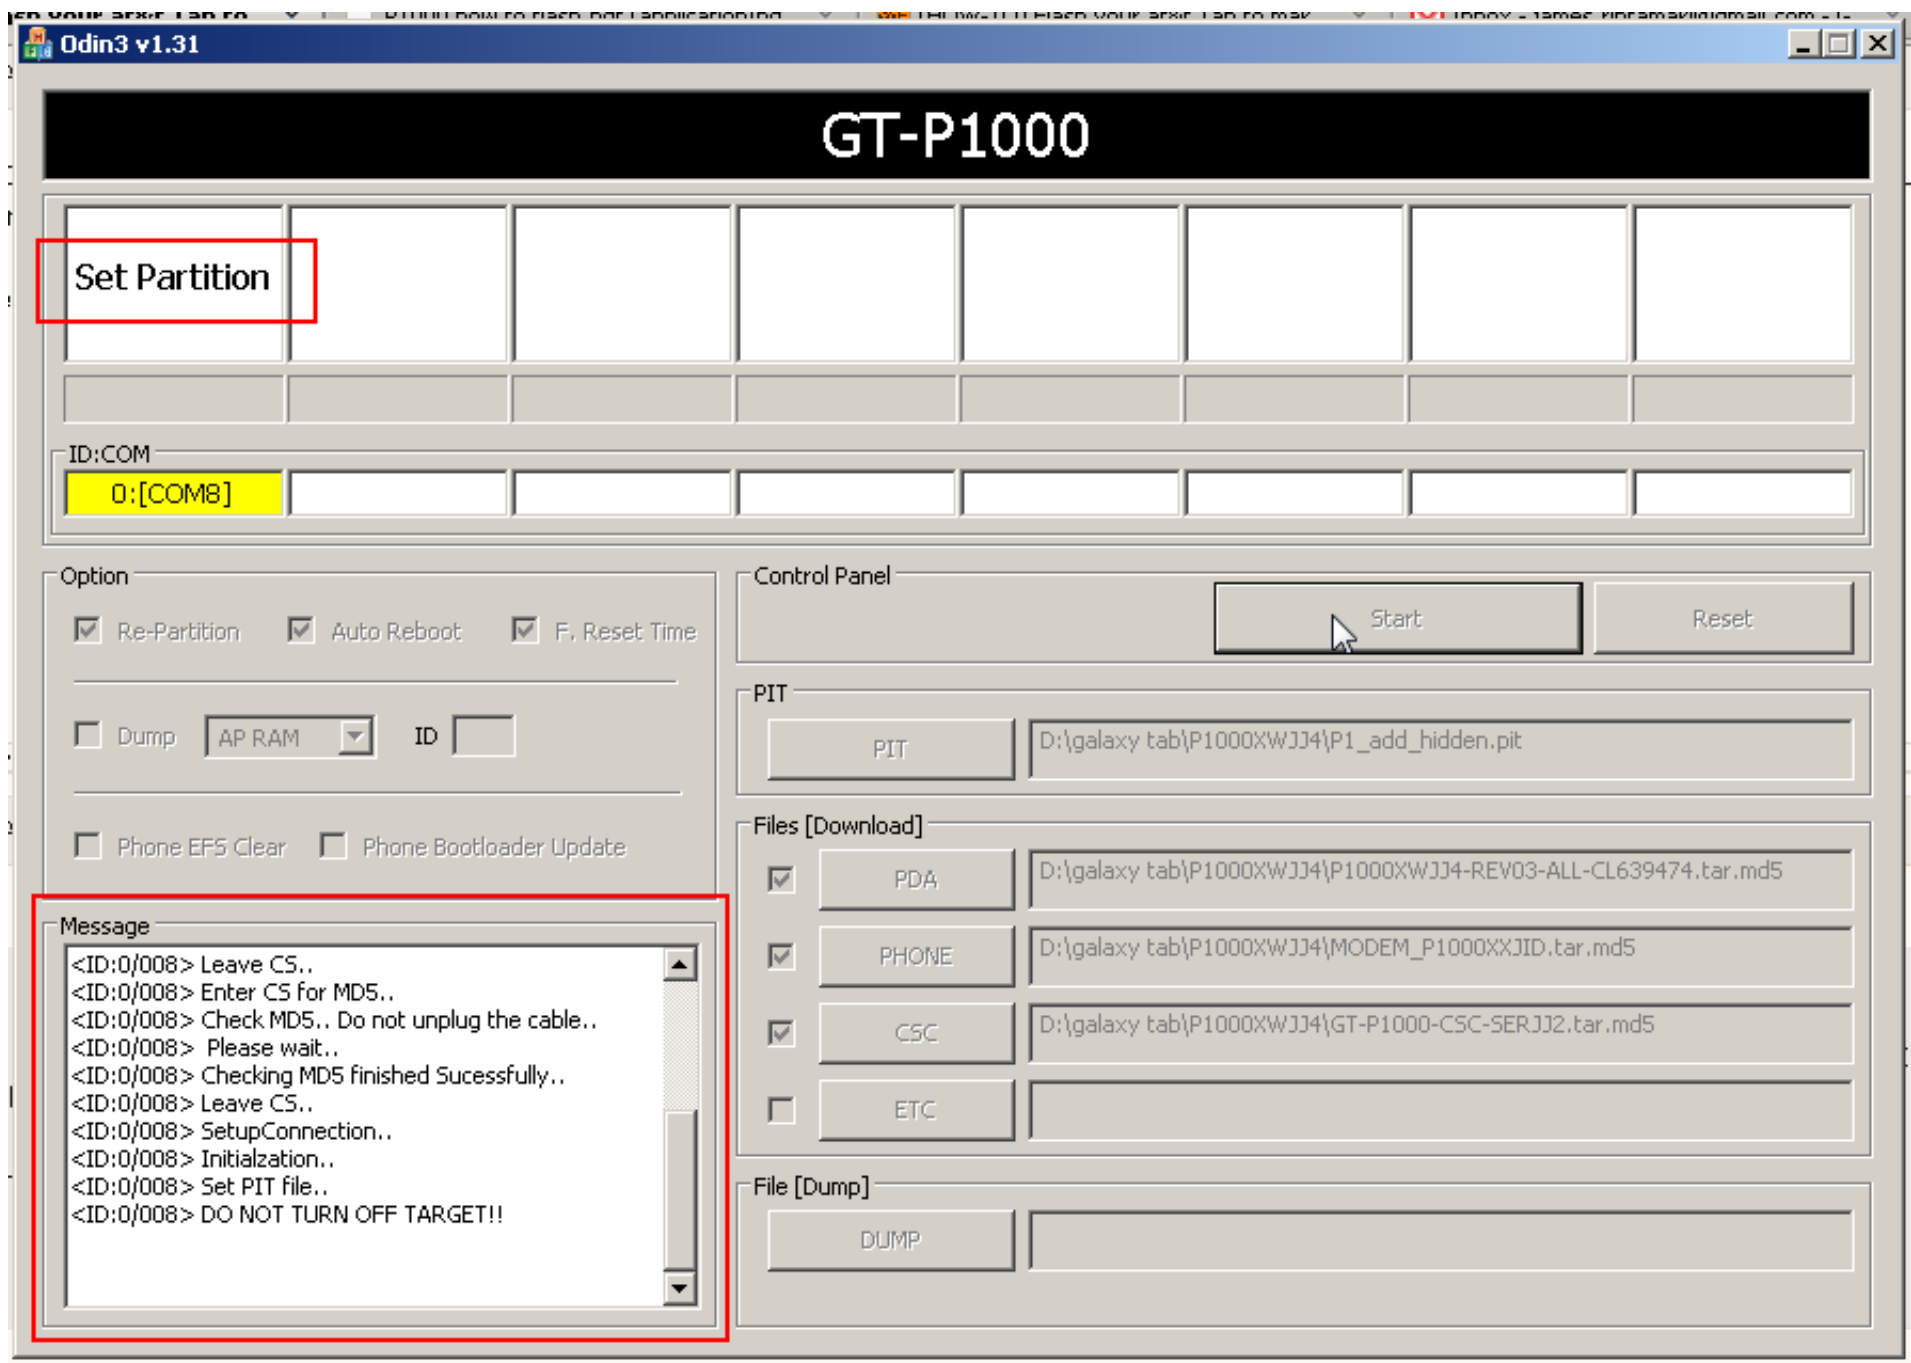 Odin3 v1.31
GT-P1000
Set Partition
ID:COM
0:[COM8]
Option
Re-Partition Auto Reboot F. Reset Time
Dump AP RAM ID
Phone EFS Clear Phone Bootloader Update
Message
<ID:0/008> Leave CS..
<ID:0/008> Enter CS for MD5..
<ID:0/008> Check MD5.. Do not unplug the cable..
<ID:0/008>  Please wait..
<ID:0/008> Checking MD5 finished Sucessfully..
<ID:0/008> Leave CS..
<ID:0/008> SetupConnection..
<ID:0/008> Initialzation..
<ID:0/008> Set PIT file..
<ID:0/008> DO NOT TURN OFF TARGET!!
Control Panel
Start Reset
PIT
PIT D:\galaxy tab\P1000XWJJ4\P1_add_hidden.pit
Files [Download]
PDA D:\galaxy tab\P1000XWJJ4\P1000XWJJ4-REV03-ALL-CL639474.tar.md5
PHONE D:\galaxy tab\P1000XWJJ4\MODEM_P1000XXJID.tar.md5
CSC D:\galaxy tab\P1000XWJJ4\GT-P1000-CSC-SERJJ2.tar.md5
ETC
File [Dump]
DUMP